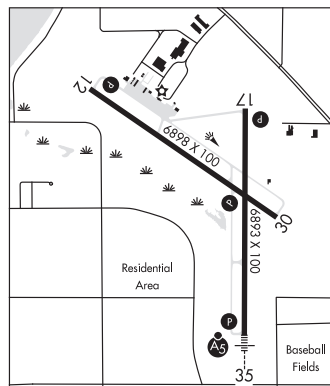 12
P
17
P
6898 X 100
P
30
6893 X 100
Residential
Area
P
A5
35
Baseball
Fields